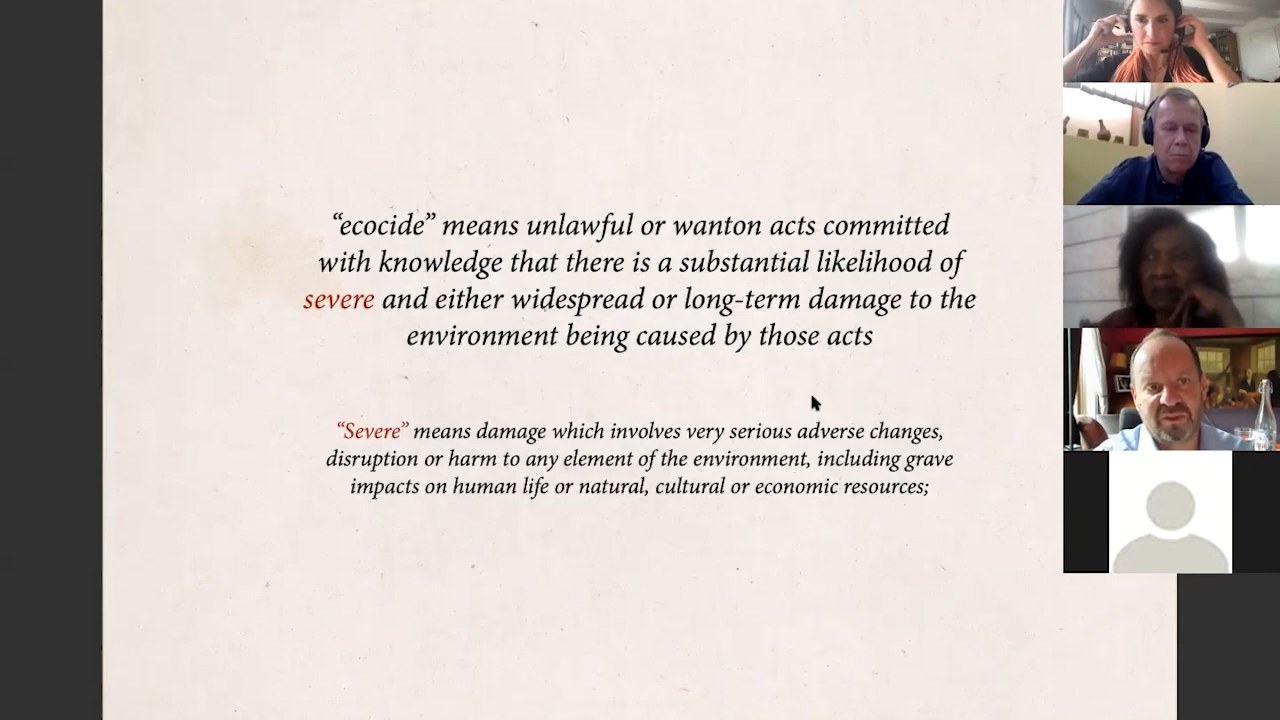 “ecocide” means unlawful or wanton acts committed
with knowledge that there is a substantial likelihood of
severe and either widespread or long-term damage to the
environment being caused by those acts
“Severe” means damage which involves very serious adverse changes,
disruption or harm to any element of the environment, including grave
impacts on human life or natural, cultural or economic resources;